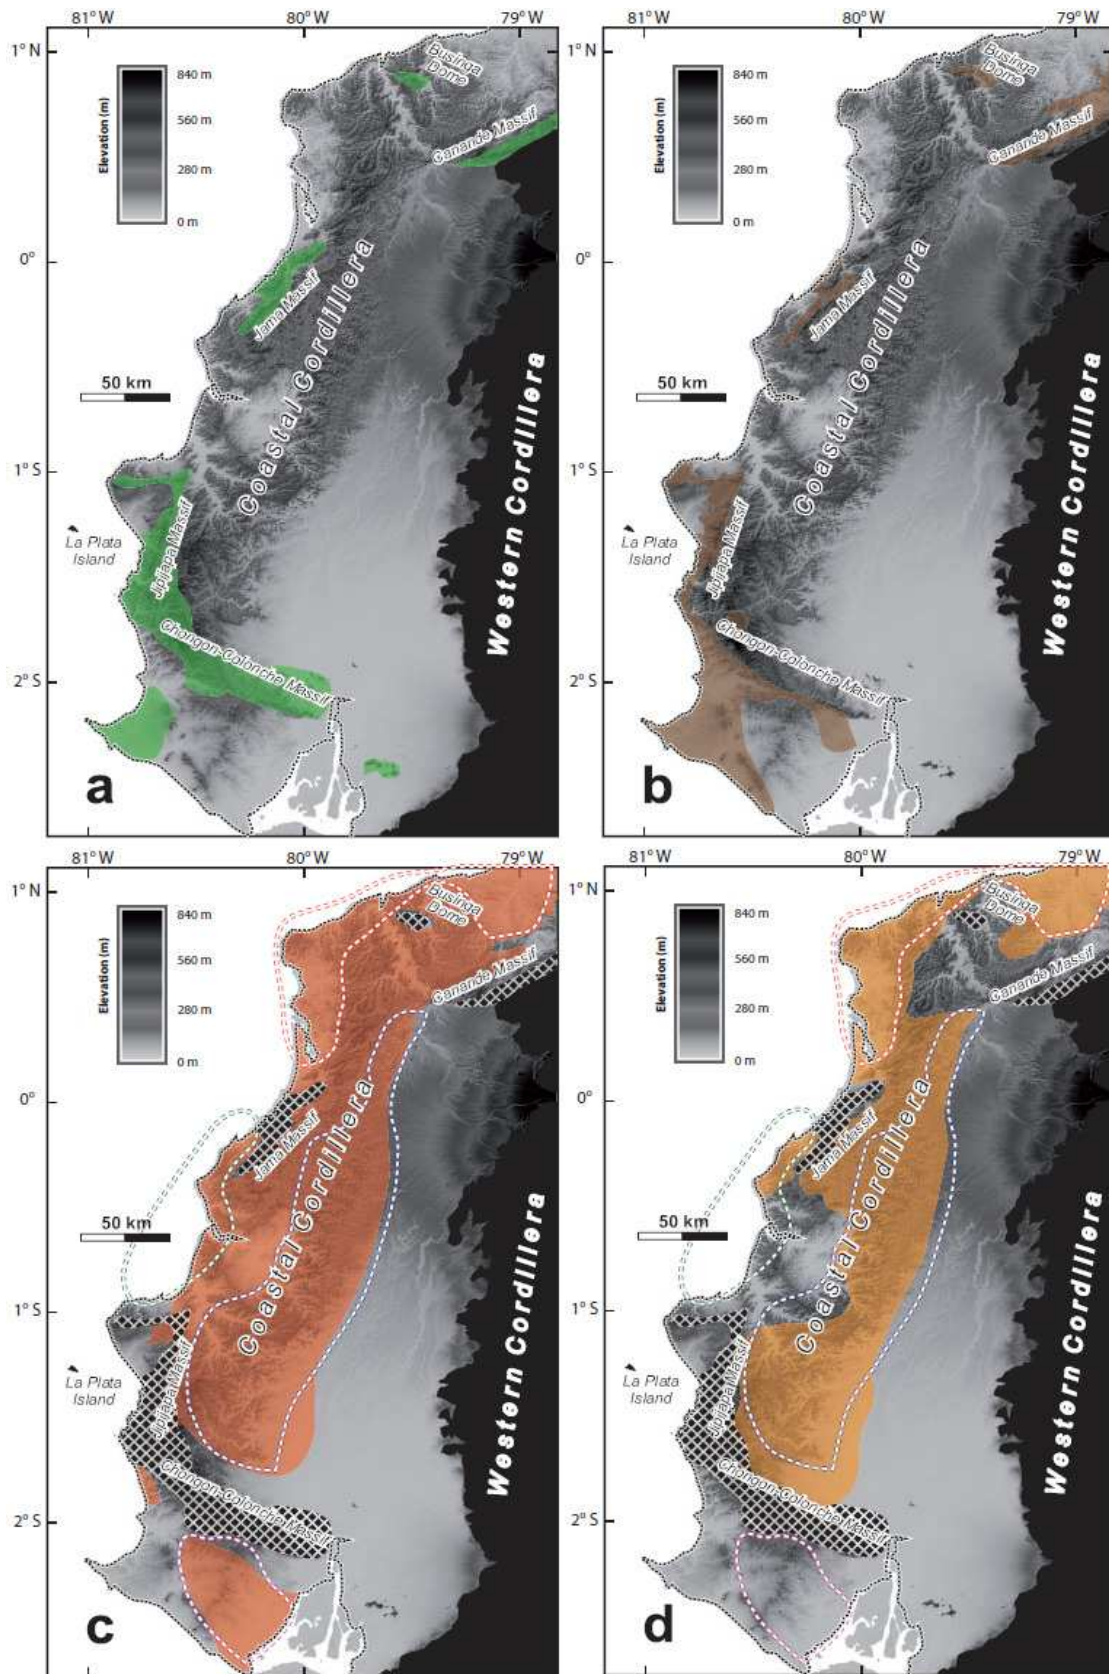 81°W
80°W
79°W
1°N
0°
1°S
2°S
Elevation (m)
840 m
560 m
280 m
0 m
Businga
Dome
Canande Massif
Jama Massif
Coastal Cordillera
50 km
Western Cordillera
La Plata
Island
Jipijapa Massif
Chongon-Colonche Massif
a
81°W
80°W
79°W
1°N
0°
1°S
2°S
Elevation (m)
840 m
560 m
280 m
0 m
Businga
Dome
Canande Massif
Jama Massif
Coastal Cordillera
50 km
Western Cordillera
La Plata
Island
Jipijapa Massif
Chongon-Colonche Massif
b
81°W
80°W
79°W
1°N
0°
1°S
2°S
Elevation (m)
840 m
560 m
280 m
0 m
Businga
Dome
Canande Massif
Jama Massif
Coastal Cordillera
50 km
Western Cordillera
La Plata
Island
Jipijapa Massif
Chongon-Colonche Massif
c
81°W
80°W
79°W
1°N
0°
1°S
2°S
Elevation (m)
840 m
560 m
280 m
0 m
Businga
Dome
Canande Massif
Jama Massif
Coastal Cordillera
50 km
Western Cordillera
La Plata
Island
Jipijapa Massif
Chongon-Colonche Massif
d